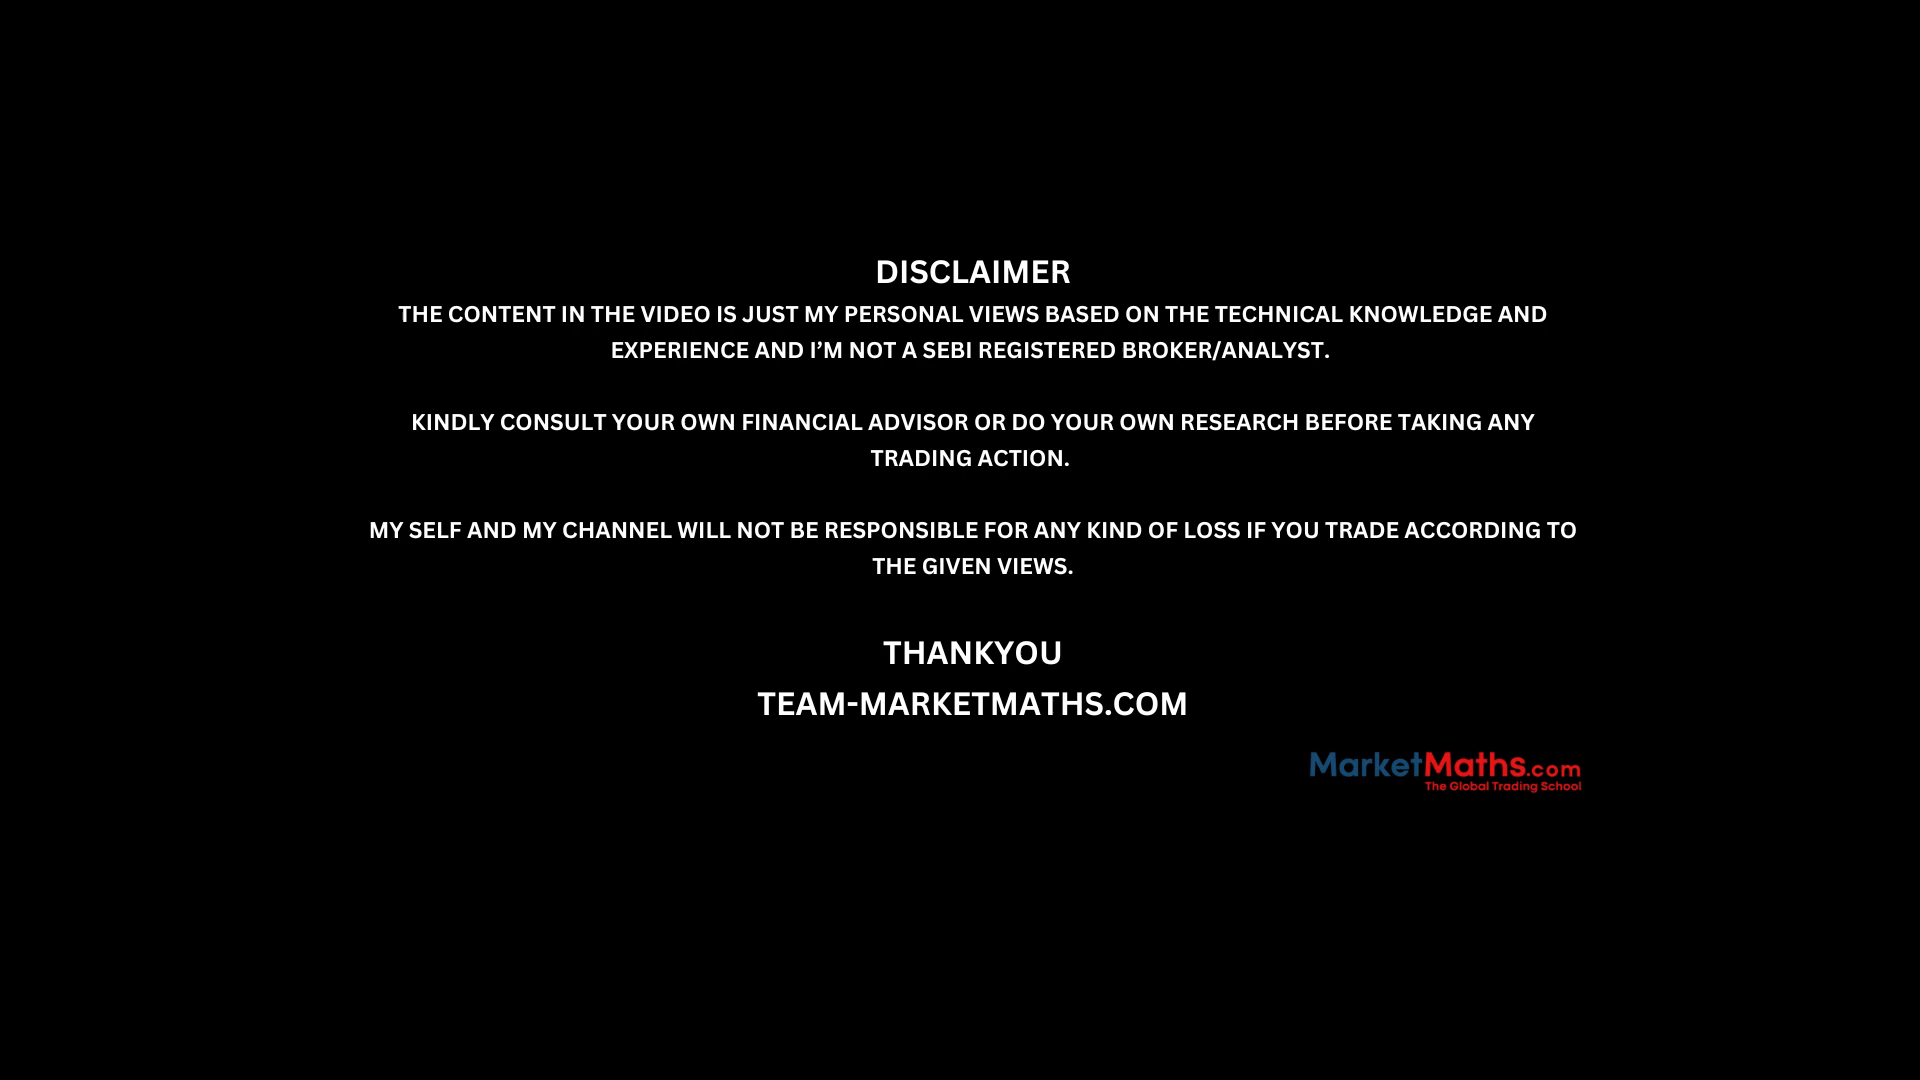 DISCLAIMER
THE CONTENT IN THE VIDEO IS JUST MY PERSONAL VIEWS BASED ON THE TECHNICAL KNOWLEDGE AND
EXPERIENCE AND I’M NOT A SEBI REGISTERED BROKER/ANALYST.
KINDLY CONSULT YOUR OWN FINANCIAL ADVISOR OR DO YOUR OWN RESEARCH BEFORE TAKING ANY
TRADING ACTION.
MY SELF AND MY CHANNEL WILL NOT BE RESPONSIBLE FOR ANY KIND OF LOSS IF YOU TRADE ACCORDING TO
THE GIVEN VIEWS.
THANKYOU
TEAM-MARKETMATHS.COM
MarketMaths.com
The Global Trading School